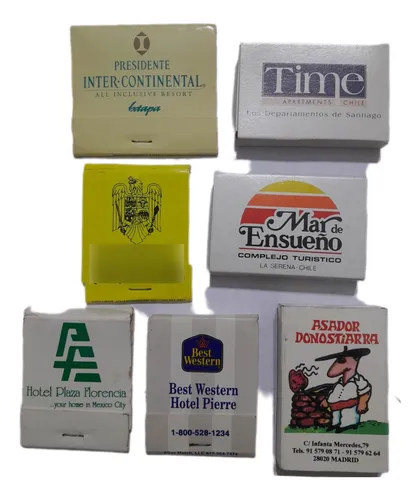 PRESIDENTE
INTER-CONTINENTAL
ALL INCLUSIVE RESORT
Ixtapa
Time
APARTMENTS CHILE
Los Departamentos de Santiago
Mar de
Ensueño
COMPLEJO TURISTICO
LA SERENA - CHILE
Hotel Plaza Florencia
...your home in Mexico City
Best
Western
Best Western
Hotel Pierre
1-800-528-1234
ASADOR
DONOSTIARRA
C/ Infanta Mercedes, 79
Tels. 91 579 08 71 - 91 579 62 64
28020 MADRID